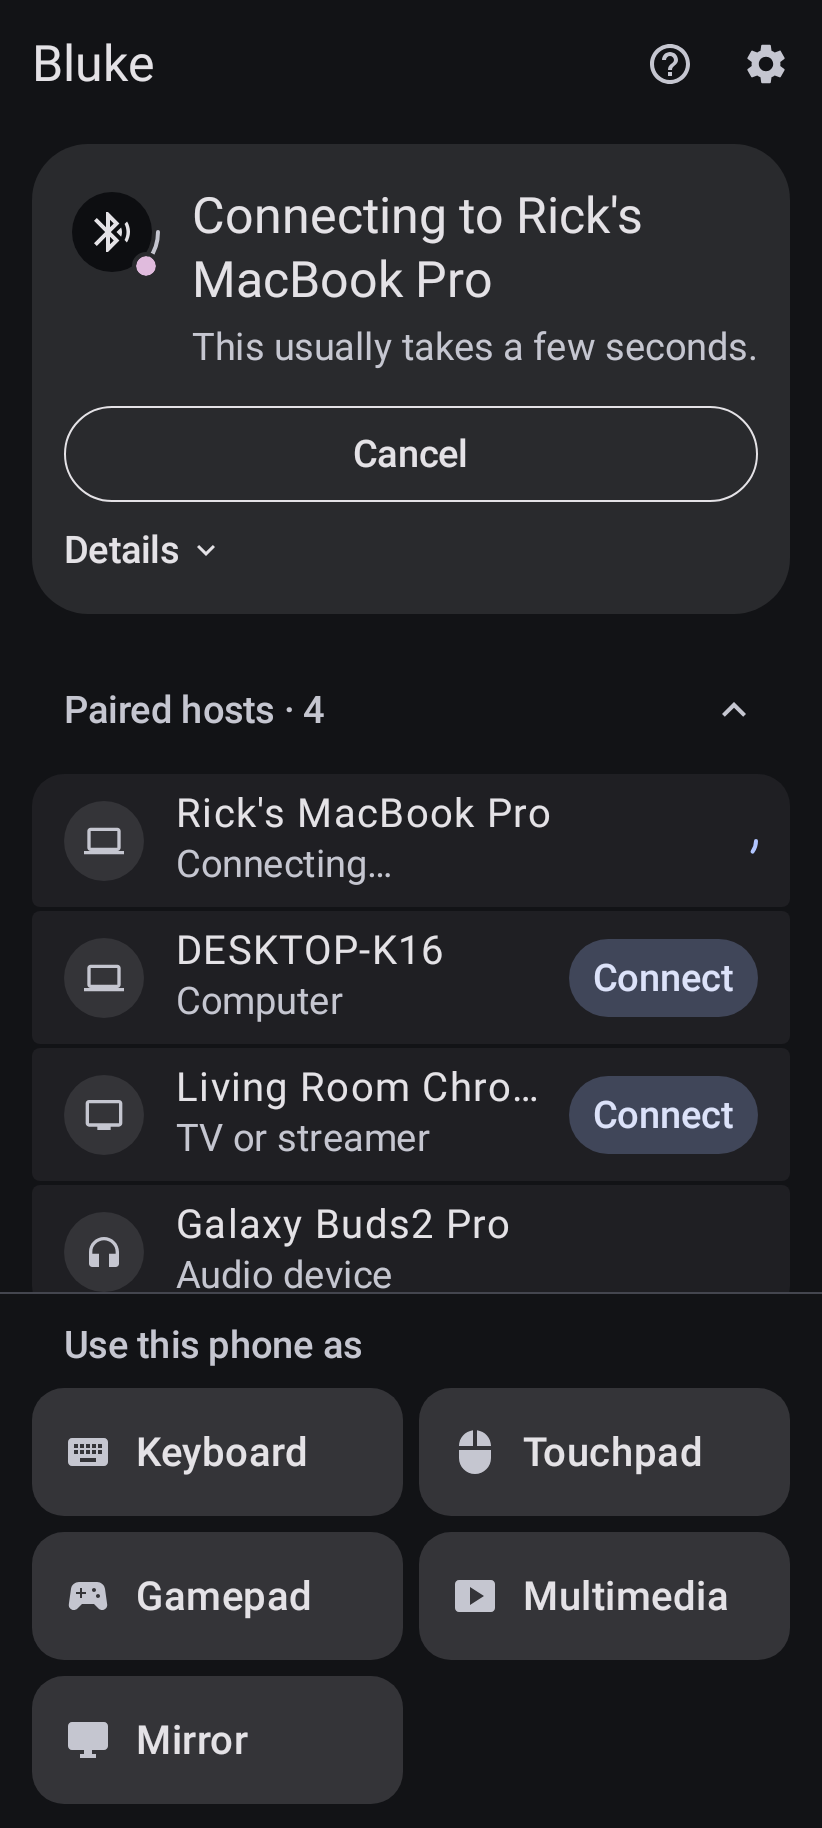 Bluke
Connecting to Rick's
MacBook Pro
This usually takes a few seconds.
Cancel
Details
Paired hosts · 4
Rick's MacBook Pro
Connecting…
DESKTOP-K16
Computer
Connect
Living Room Chro…
TV or streamer
Connect
Galaxy Buds2 Pro
Audio device
Use this phone as
Keyboard
Touchpad
Gamepad
Multimedia
Mirror